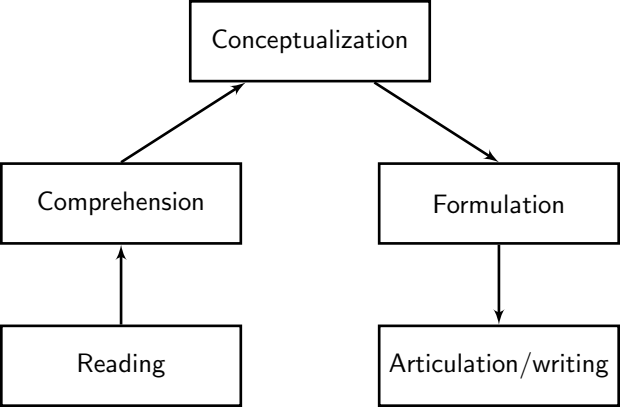 Conceptualization
Comprehension
Formulation
Reading
Articulation/writing